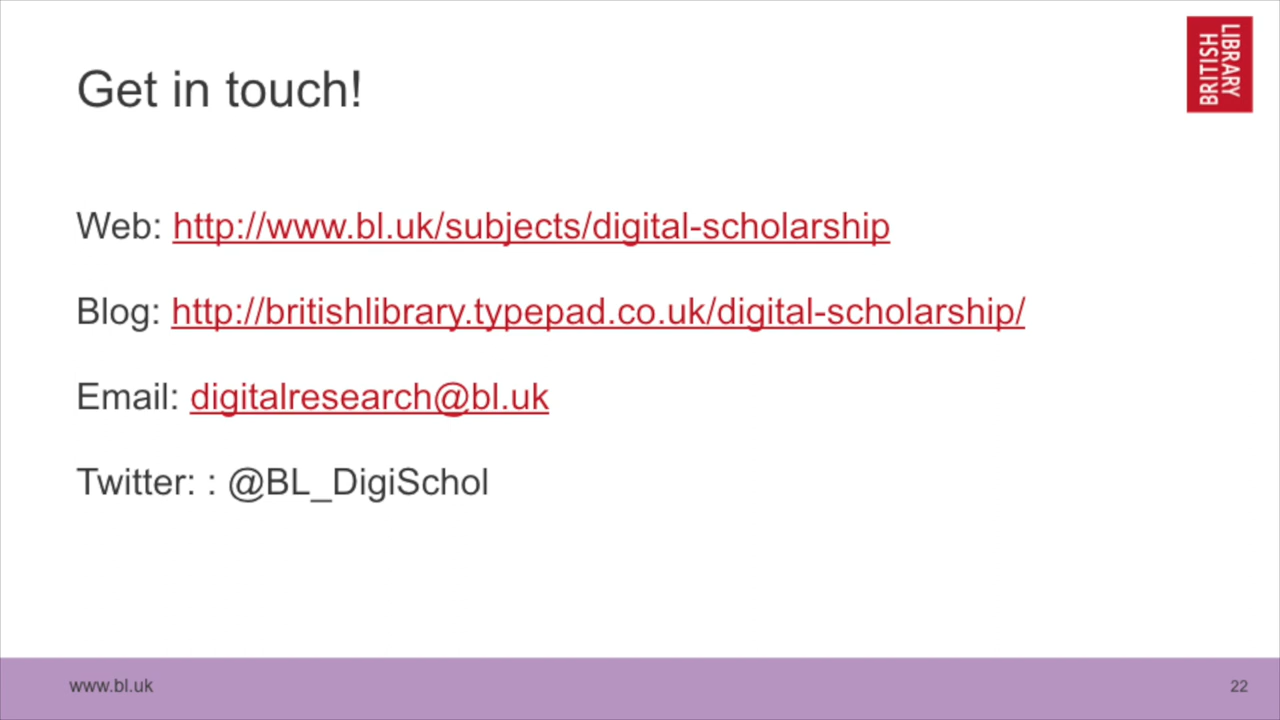 BRITISH
LIBRARY
Get in touch!
Web: http://www.bl.uk/subjects/digital-scholarship
Blog: http://britishlibrary.typepad.co.uk/digital-scholarship/
Email: digitalresearch@bl.uk
Twitter: : @BL_DigiSchol
www.bl.uk
22